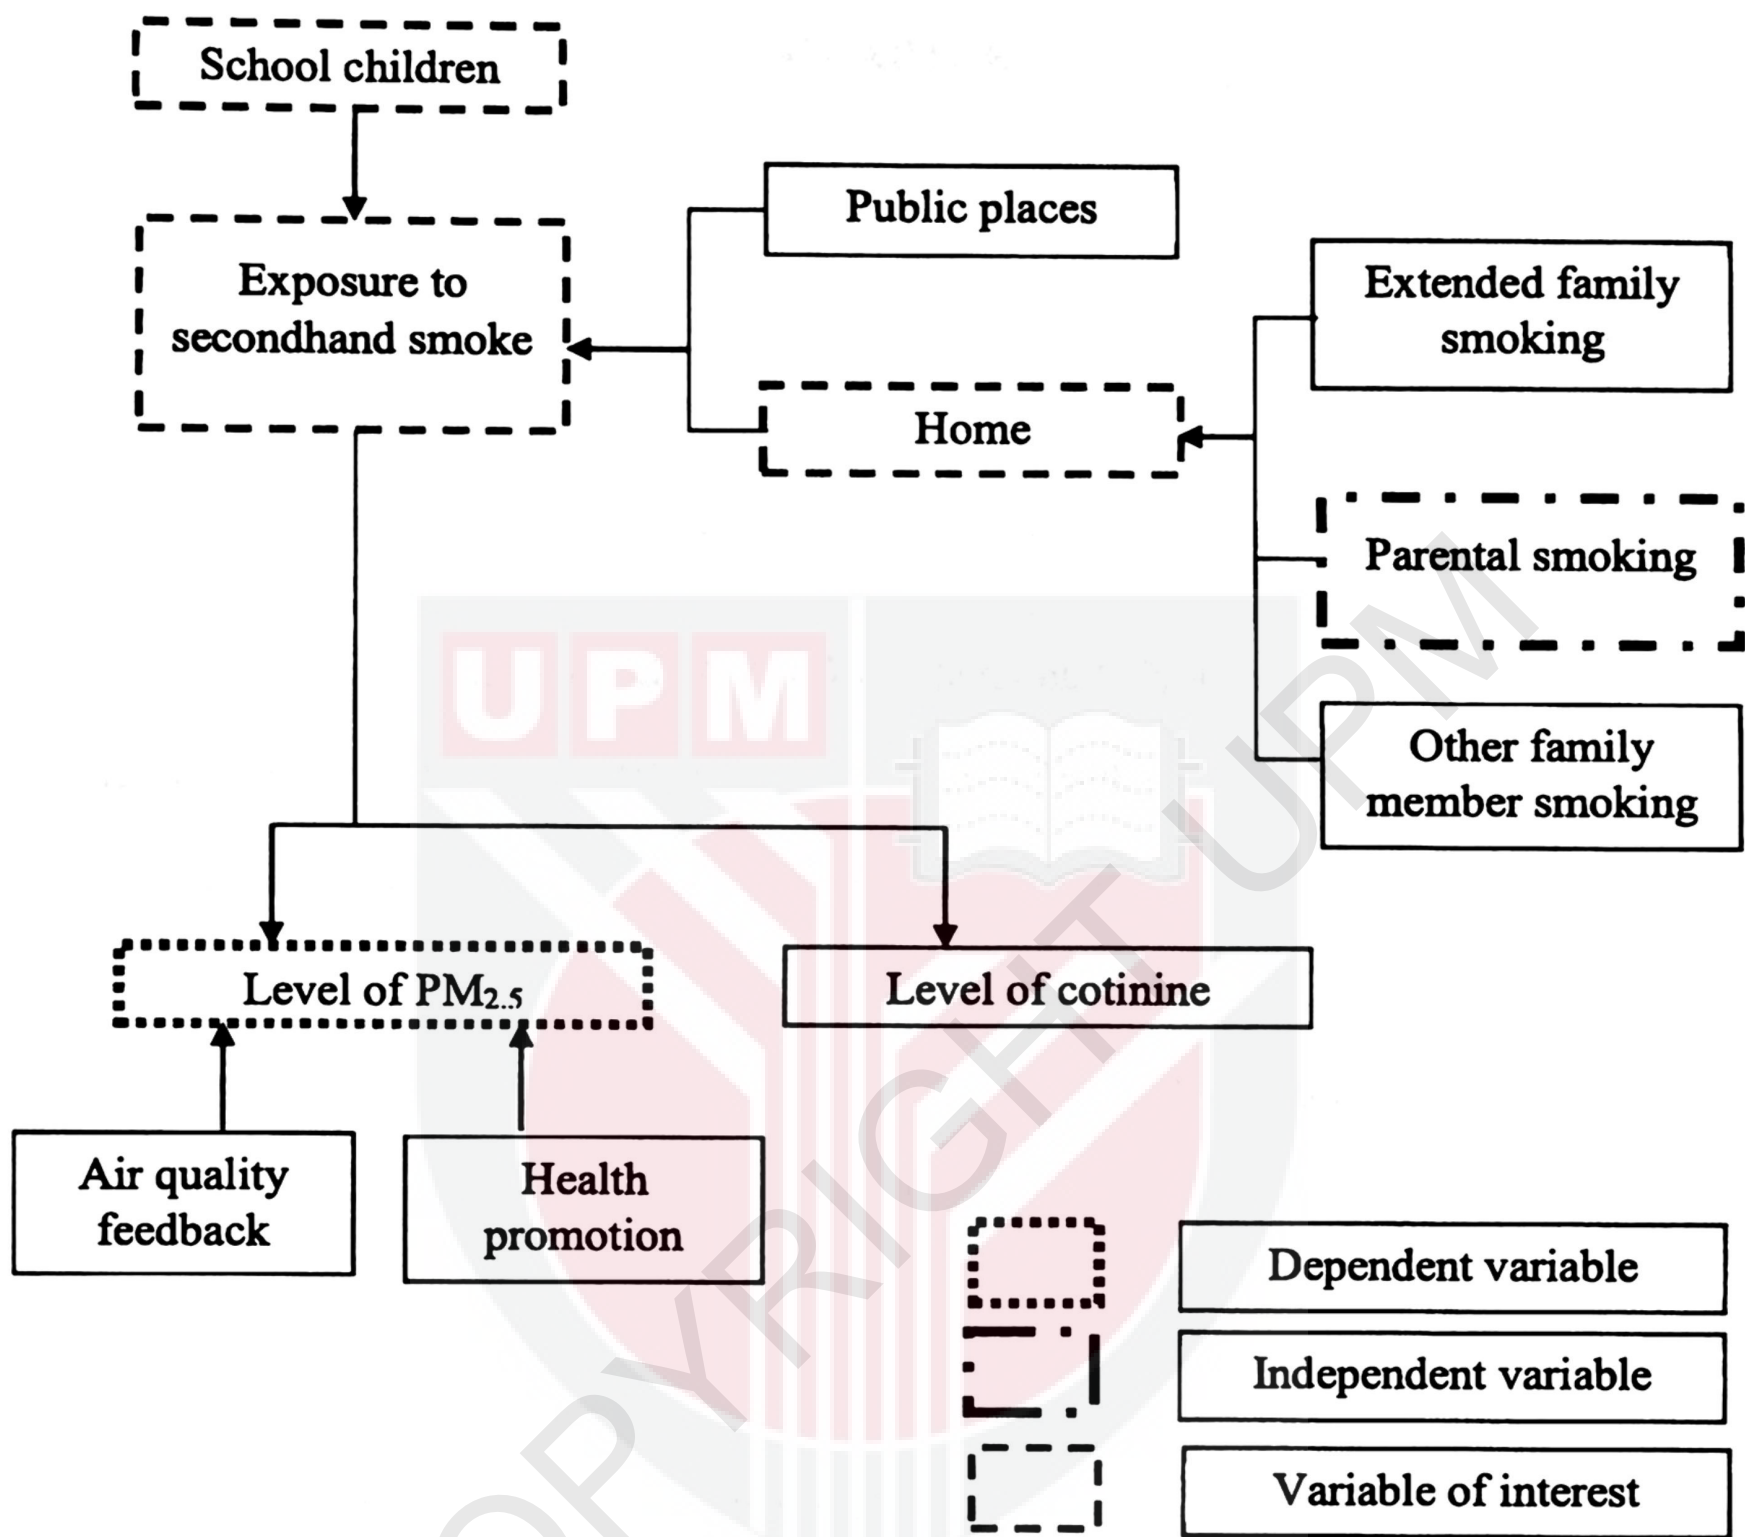 School children
Public places
Exposure to
secondhand smoke
Extended family
smoking
Home
Parental smoking
Other family
member smoking
UPM
Level of PM2.5
Level of cotinine
Air quality
feedback
Health
promotion
Dependent variable
Independent variable
Variable of interest
OPYRIGHT UPM